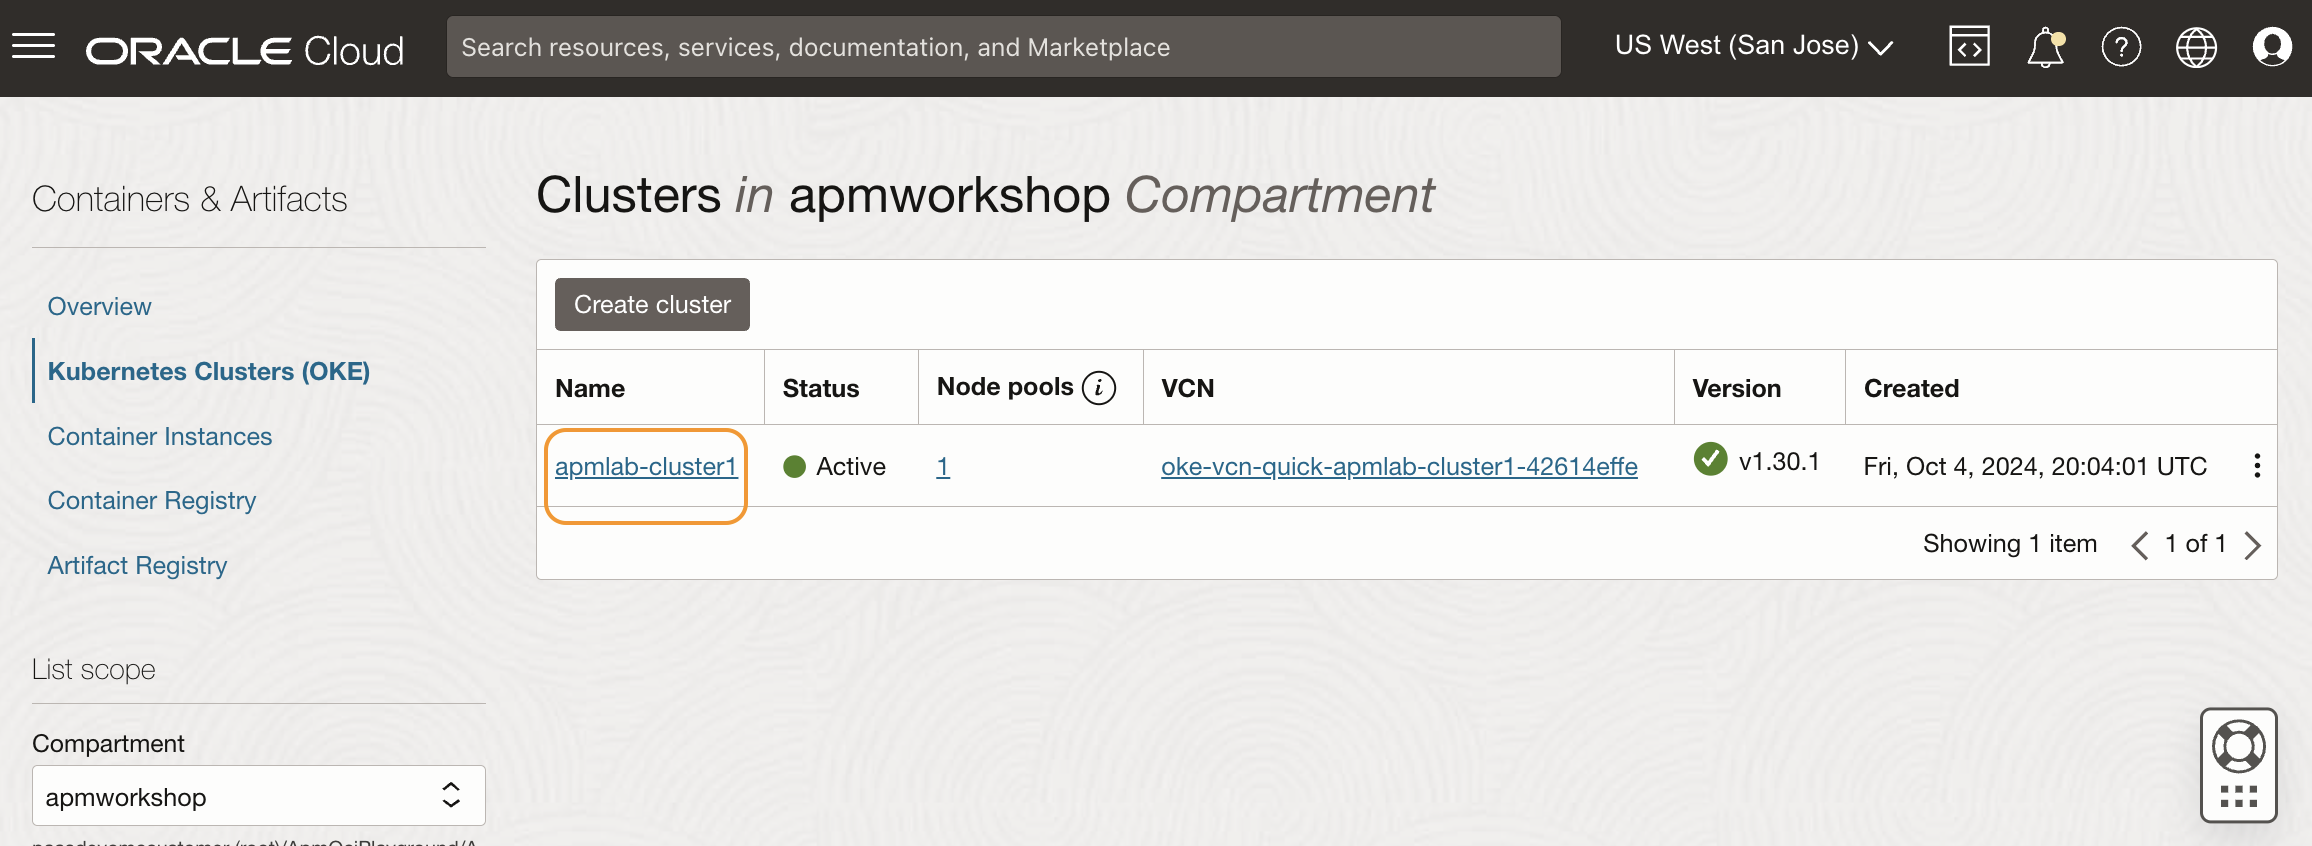 ORACLE Cloud
Search resources, services, documentation, and Marketplace
US West (San Jose)
Containers & Artifacts
Overview
Kubernetes Clusters (OKE)
Container Instances
Container Registry
Artifact Registry
List scope
Compartment
apmworkshop
Clusters in apmworkshop Compartment
Create cluster
Name Status Node pools i VCN Version Created
apmlab-cluster1 Active 1 oke-vcn-quick-apmlab-cluster1-42614effe v1.30.1 Fri, Oct 4, 2024, 20:04:01 UTC
Showing 1 item 1 of 1